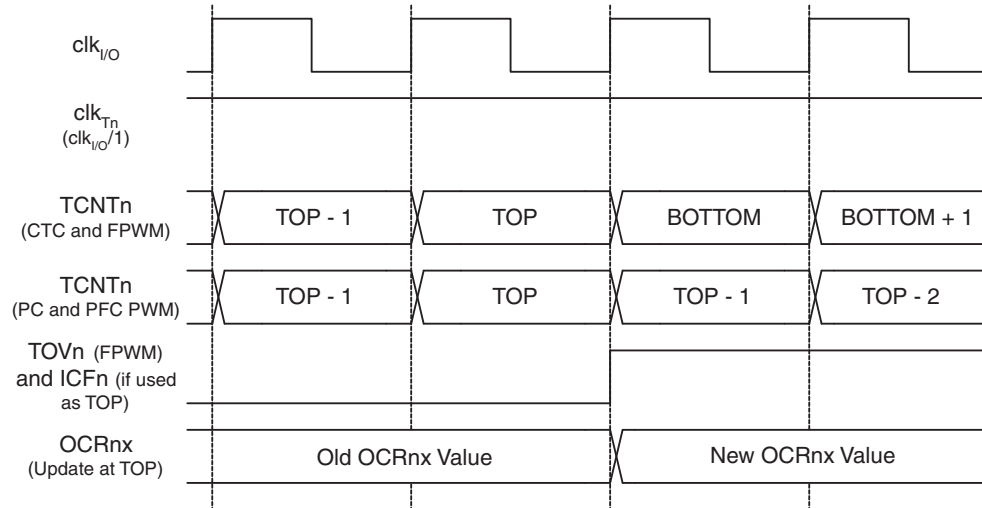 clkI/O
clkTn
(clkI/O/1)
TCNTn
(CTC and FPWM)
TOP - 1
TOP
BOTTOM
BOTTOM + 1
TCNTn
(PC and PFC PWM)
TOP - 1
TOP
TOP - 1
TOP - 2
TOVn (FPWM)
and ICFn (if used
as TOP)
OCRnx
(Update at TOP)
Old OCRnx Value
New OCRnx Value